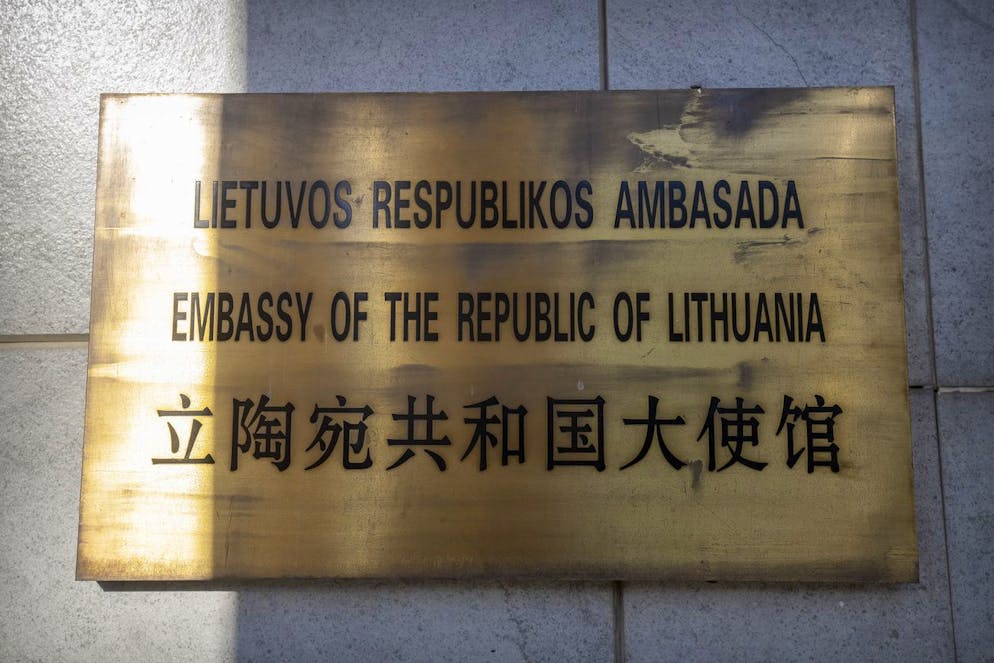 LIETUVOS RESPUBLIKOS AMBASADA
EMBASSY OF THE REPUBLIC OF LITHUANIA
立陶宛共和国大使馆